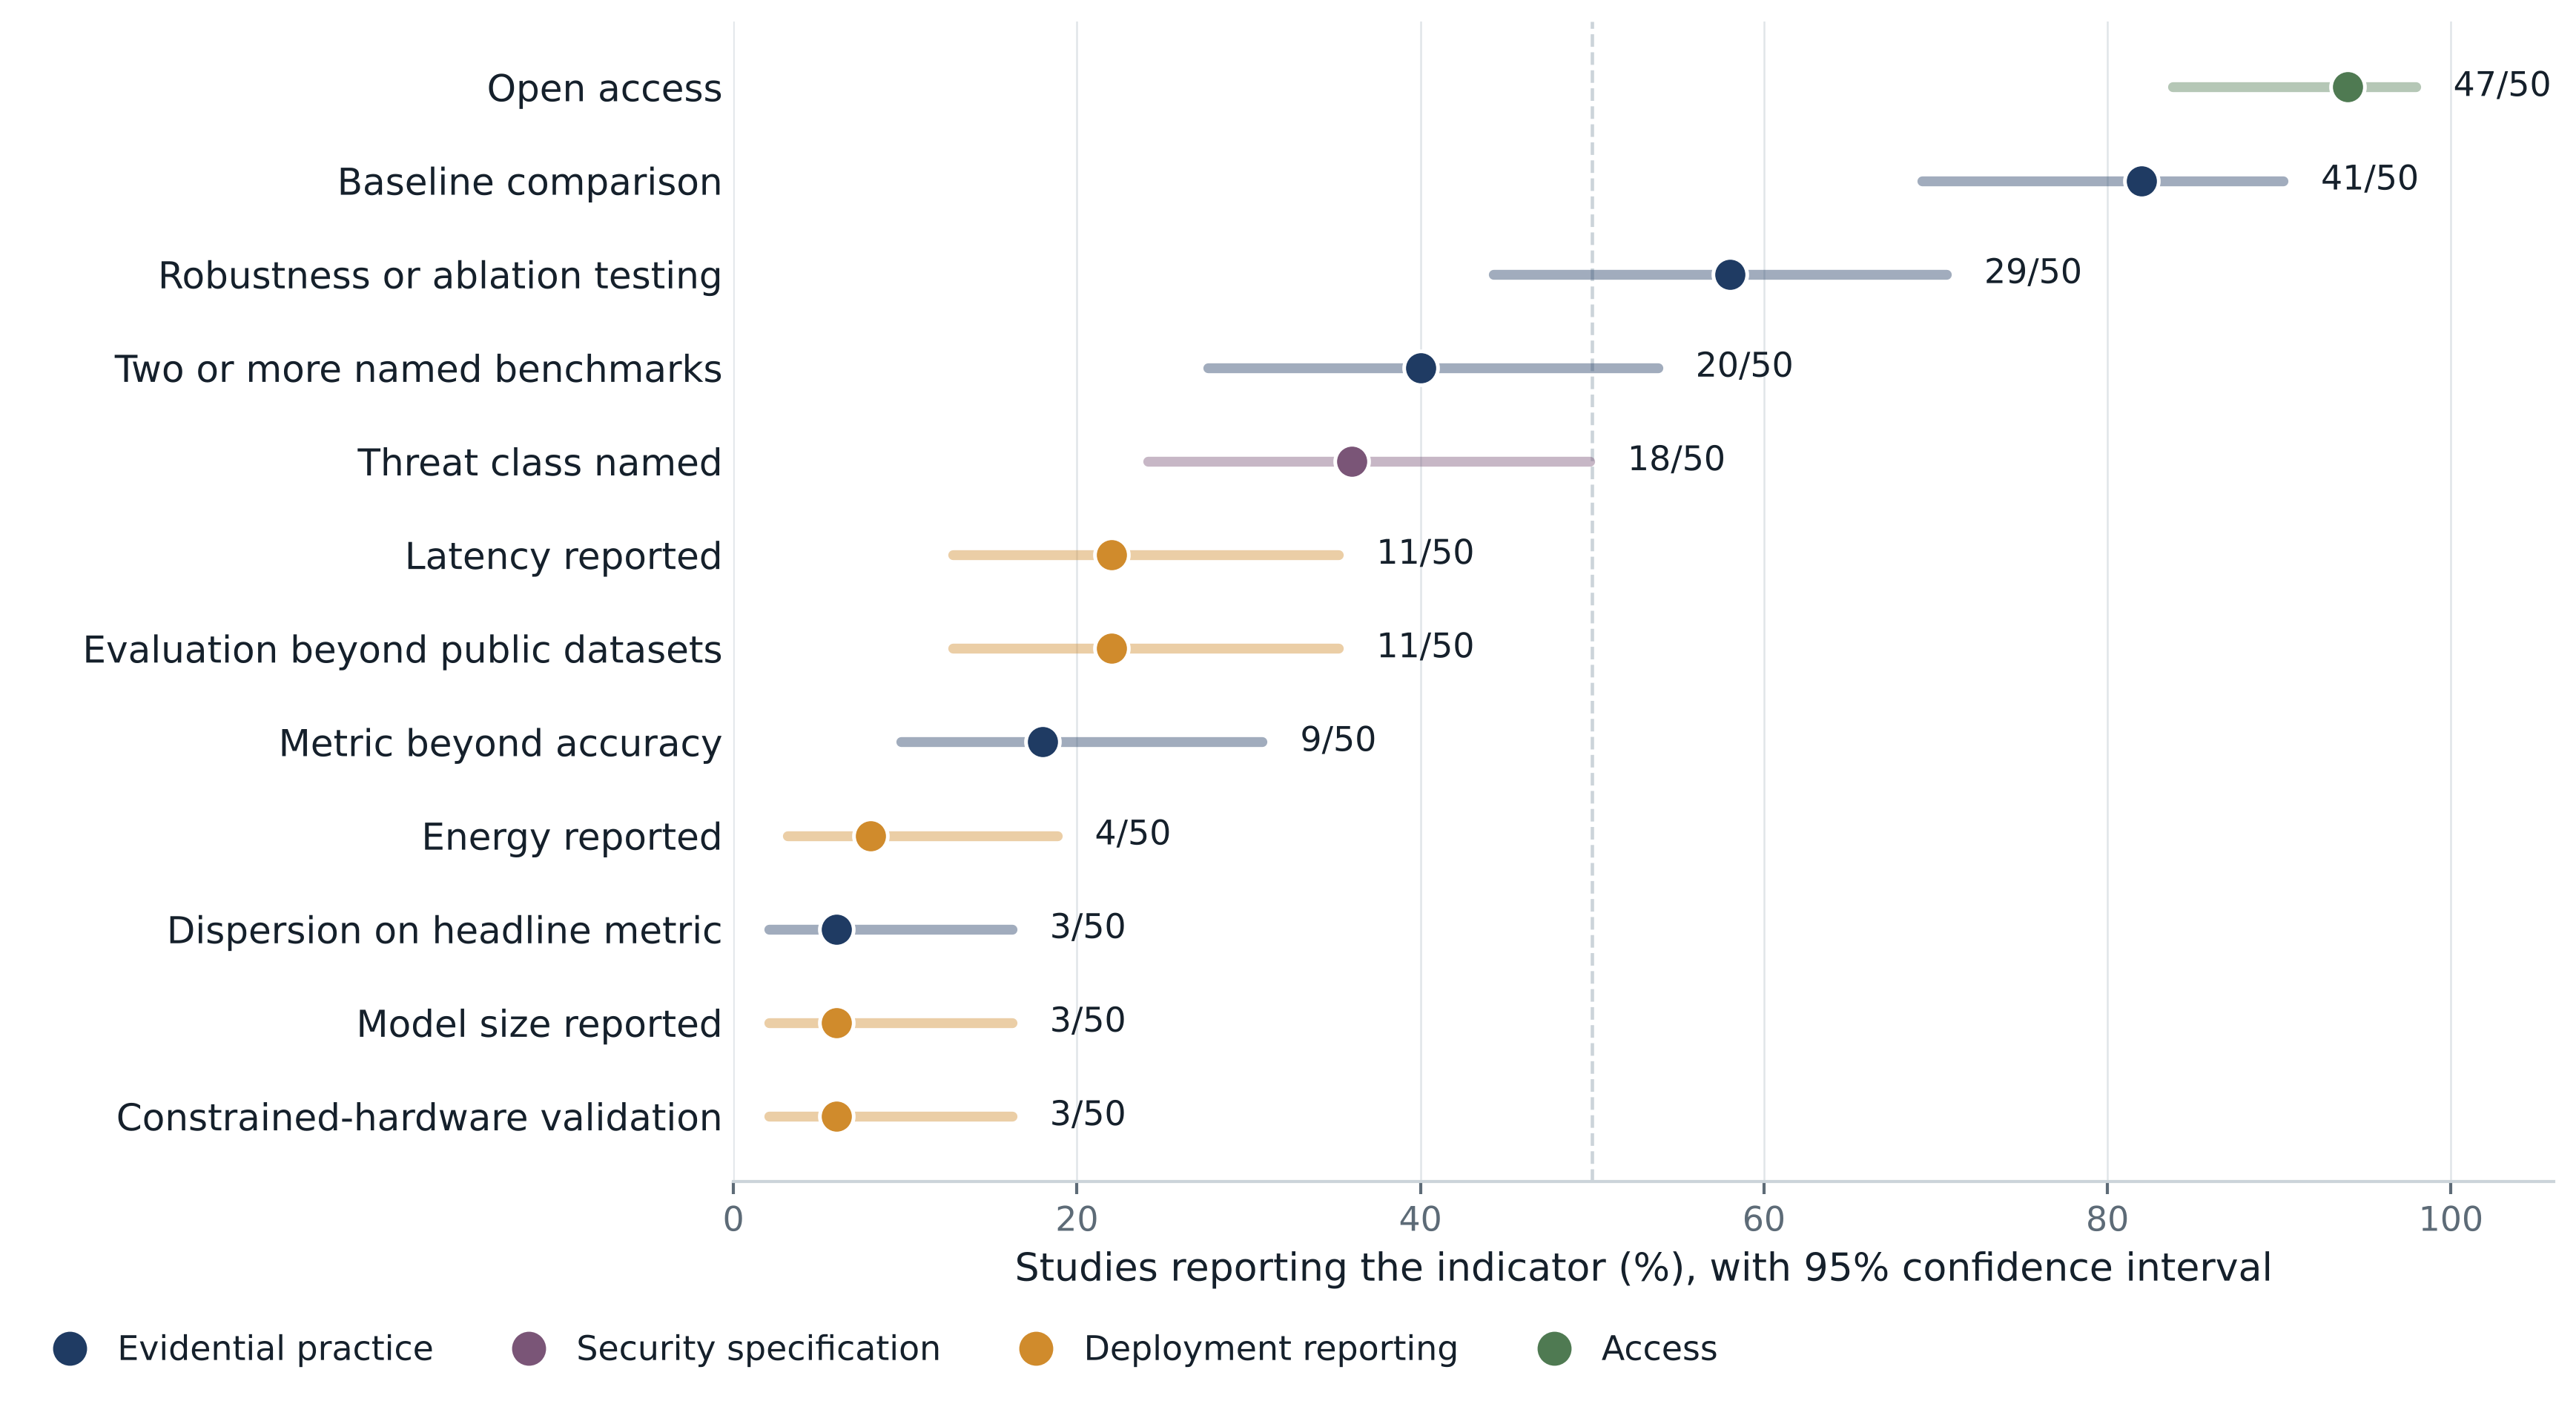 Open access 47/50
Baseline comparison 41/50
Robustness or ablation testing 29/50
Two or more named benchmarks 20/50
Threat class named 18/50
Latency reported 11/50
Evaluation beyond public datasets 11/50
Metric beyond accuracy 9/50
Energy reported 4/50
Dispersion on headline metric 3/50
Model size reported 3/50
Constrained-hardware validation 3/50
0 20 40 60 80 100
Studies reporting the indicator (%), with 95% confidence interval
Evidential practice Security specification Deployment reporting Access